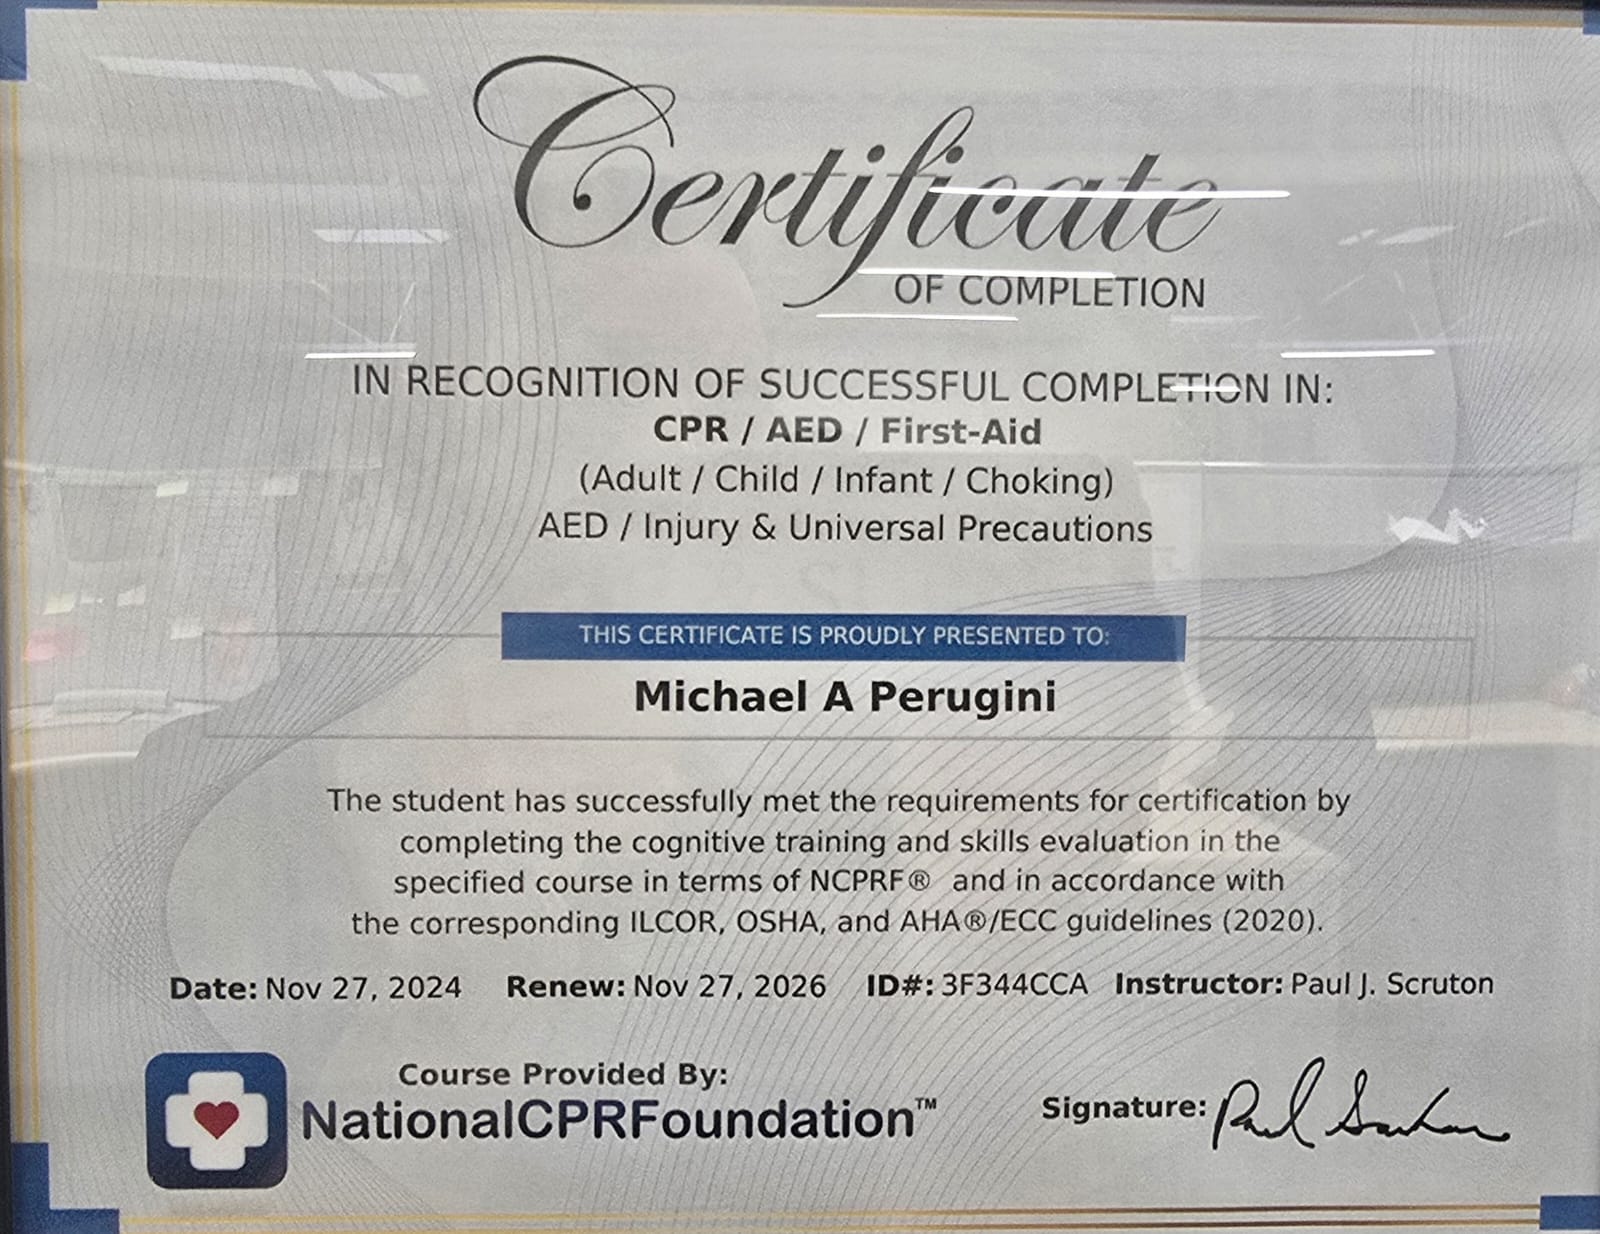 Certificate
OF COMPLETION
IN RECOGNITION OF SUCCESSFUL COMPLETION IN:
CPR / AED / First-Aid
(Adult / Child / Infant / Choking)
AED / Injury & Universal Precautions
THIS CERTIFICATE IS PROUDLY PRESENTED TO:
Michael A Perugini
The student has successfully met the requirements for certification by
completing the cognitive training and skills evaluation in the
specified course in terms of NCPRF® and in accordance with
the corresponding ILCOR, OSHA, and AHA®/ECC guidelines (2020).
Date: Nov 27, 2024 Renew: Nov 27, 2026 ID#: 3F344CCA Instructor: Paul J. Scruton
Course Provided By:
NationalCPRFoundation™
Signature: Paul Scruton